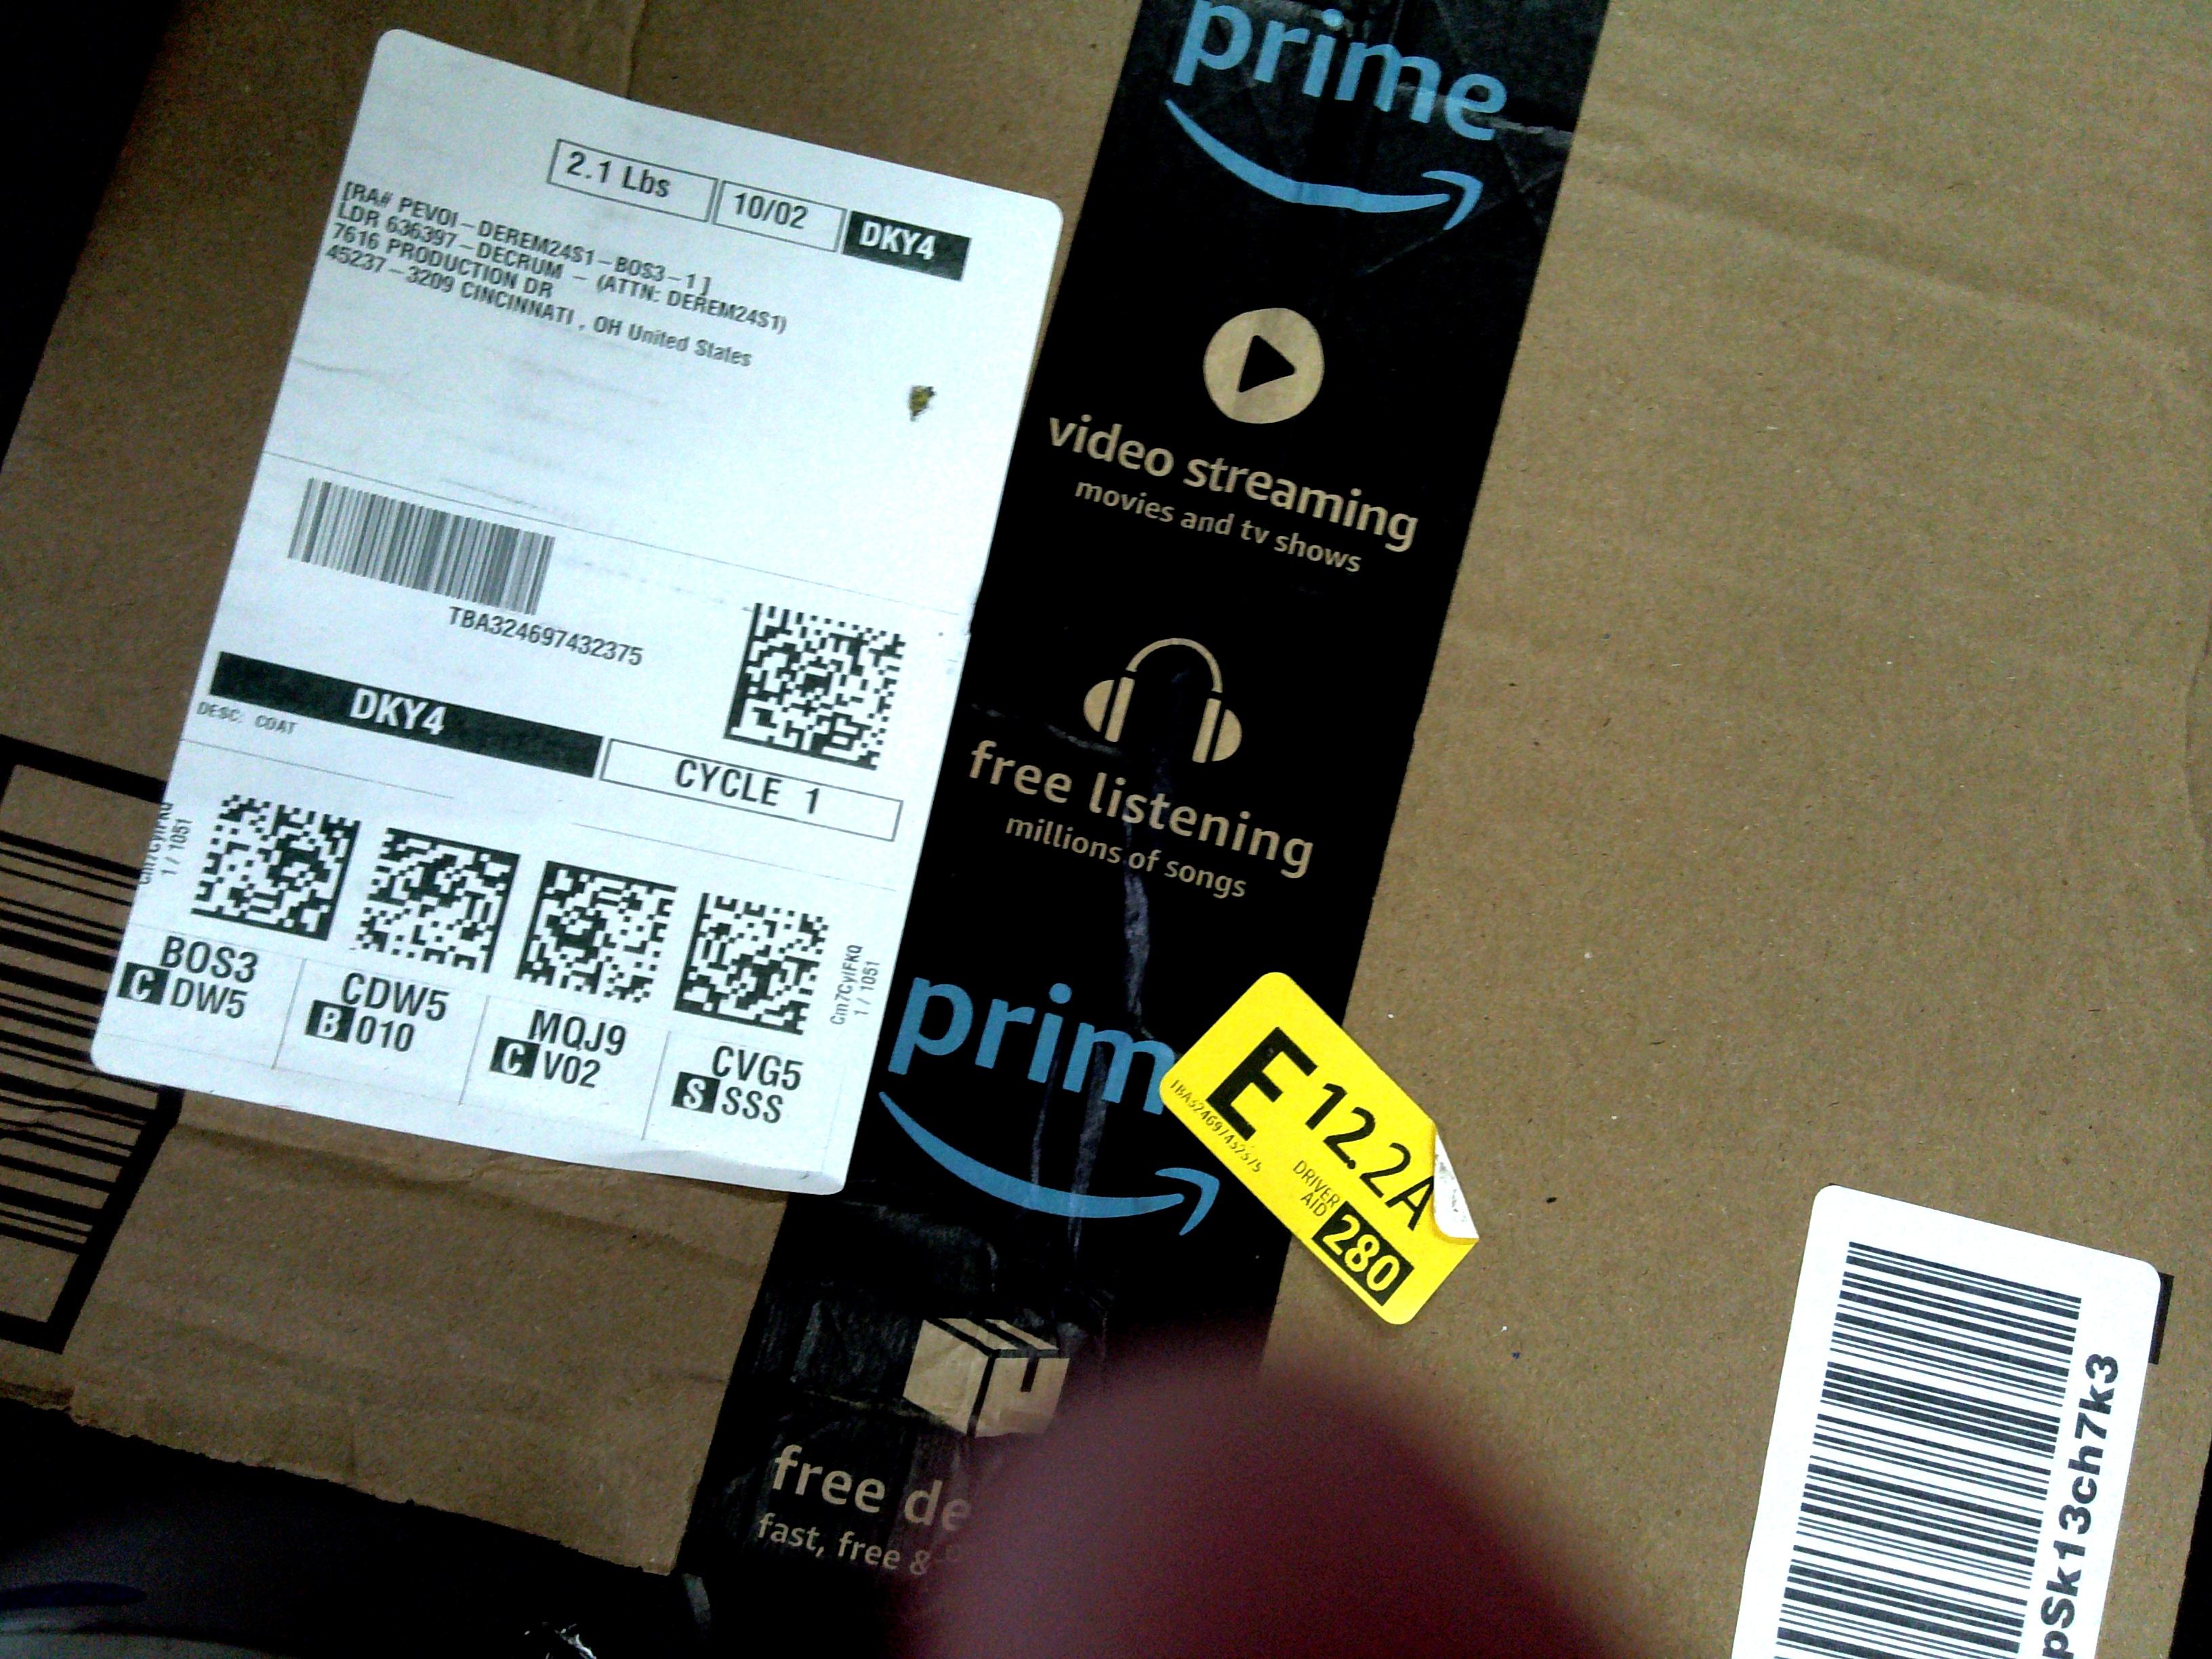 2.1 Lbs 10/02 DKY4
[RA# PEVOI-DEREM24S1-BOS3-1 ]
LDR 636397-DECRUM - (ATTN: DEREM24S1)
7616 PRODUCTION DR
45237-3209 CINCINNATI , OH United States
TBA324697432375
DKY4
CYCLE 1
DESC: COAT
1 / 1051
BOS3
C DW5
CDW5
B 010
MQJ9
C V02
CVG5
S SSS
Cm7CyIFKQ
1 / 1051
prime
video streaming
movies and tv shows
free listening
millions of songs
prim
E 12.2A
TBA324697432375
DRIVER
AID
280
free de
fast, free &
pSk13ch7k3